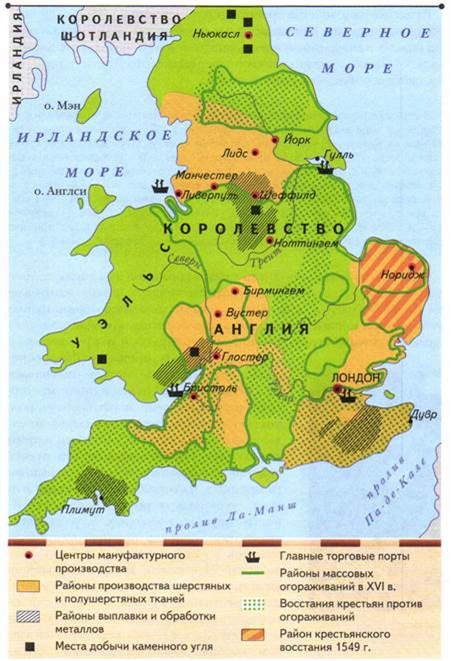 КОРОЛЕВСТВО
ШОТЛАНДИЯ
ИРЛАНДИЯ
СЕВЕРНОЕ
МОРЕ
Ньюкасл
о. Мэн
ИРЛАНДСКОЕ
МОРЕ
Йорк
Лидс
Гулль
Манчестер
о. Англси
Ливерпуль
Шеффилд
КОРОЛЕВСТВО
Ноттингем
Трент
Северн
Норидж
УЭЛЬС
Бирмингем
Вустер
АНГЛИЯ
Глостер
Темза
ЛОНДОН
Бристоль
Дувр
Плимут
пролив Ла-Манш
пролив
Па-де-Кале
Центры мануфактурного
производства
Районы производства шерстяных
и полушерстяных тканей
Районы выплавки и обработки
металлов
Места добычи каменного угля
Главные торговые порты
Районы массовых
огораживаний в XVI в.
Восстания крестьян против
огораживаний
Район крестьянского
восстания 1549 г.